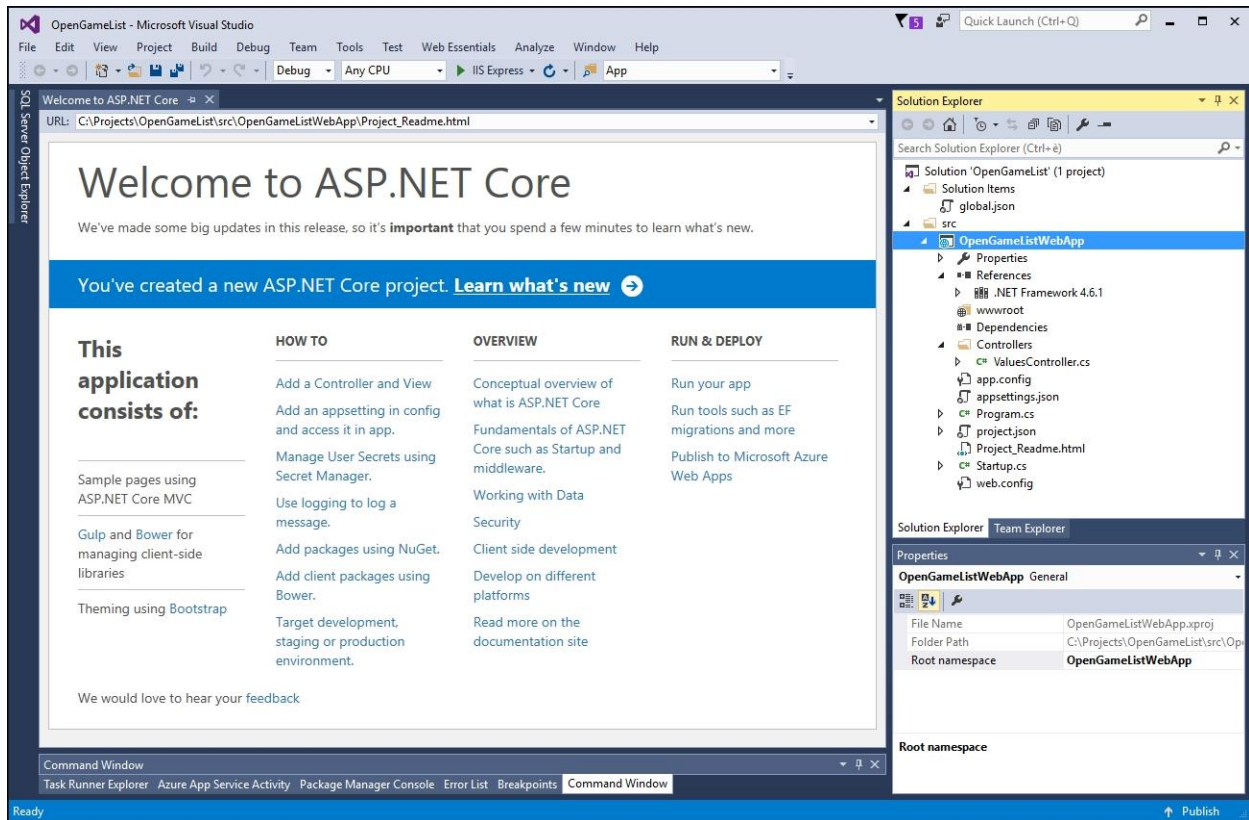 OpenGameList - Microsoft Visual Studio
5
Quick Launch (Ctrl+Q)
File Edit View Project Build Debug Team Tools Test Web Essentials Analyze Window Help
Debug Any CPU IIS Express App
SQL Server Object Explorer
Welcome to ASP.NET Core
URL: C:\Projects\OpenGameList\src\OpenGameListWebApp\Project_Readme.html
Welcome to ASP.NET Core
We've made some big updates in this release, so it's important that you spend a few minutes to learn what's new.
You've created a new ASP.NET Core project. Learn what's new
This
application
consists of:
Sample pages using
ASP.NET Core MVC
Gulp and Bower for
managing client-side
libraries
Theming using Bootstrap
HOW TO
Add a Controller and View
Add an appsetting in config
and access it in app.
Manage User Secrets using
Secret Manager.
Use logging to log a
message.
Add packages using NuGet.
Add client packages using
Bower.
Target development,
staging or production
environment.
OVERVIEW
Conceptual overview of
what is ASP.NET Core
Fundamentals of ASP.NET
Core such as Startup and
middleware.
Working with Data
Security
Client side development
Develop on different
platforms
Read more on the
documentation site
RUN & DEPLOY
Run your app
Run tools such as EF
migrations and more
Publish to Microsoft Azure
Web Apps
We would love to hear your feedback
Command Window
Task Runner Explorer Azure App Service Activity Package Manager Console Error List Breakpoints Command Window
Solution Explorer
Search Solution Explorer (Ctrl+è)
Solution 'OpenGameList' (1 project)
Solution Items
global.json
src
OpenGameListWebApp
Properties
References
.NET Framework 4.6.1
wwwroot
Dependencies
Controllers
C# ValuesController.cs
app.config
appsettings.json
C# Program.cs
project.json
Project_Readme.html
C# Startup.cs
web.config
Solution Explorer Team Explorer
Properties
OpenGameListWebApp General
File Name OpenGameListWebApp.xproj
Folder Path C:\Projects\OpenGameList\src\Op
Root namespace OpenGameListWebApp
Root namespace
Ready
Publish